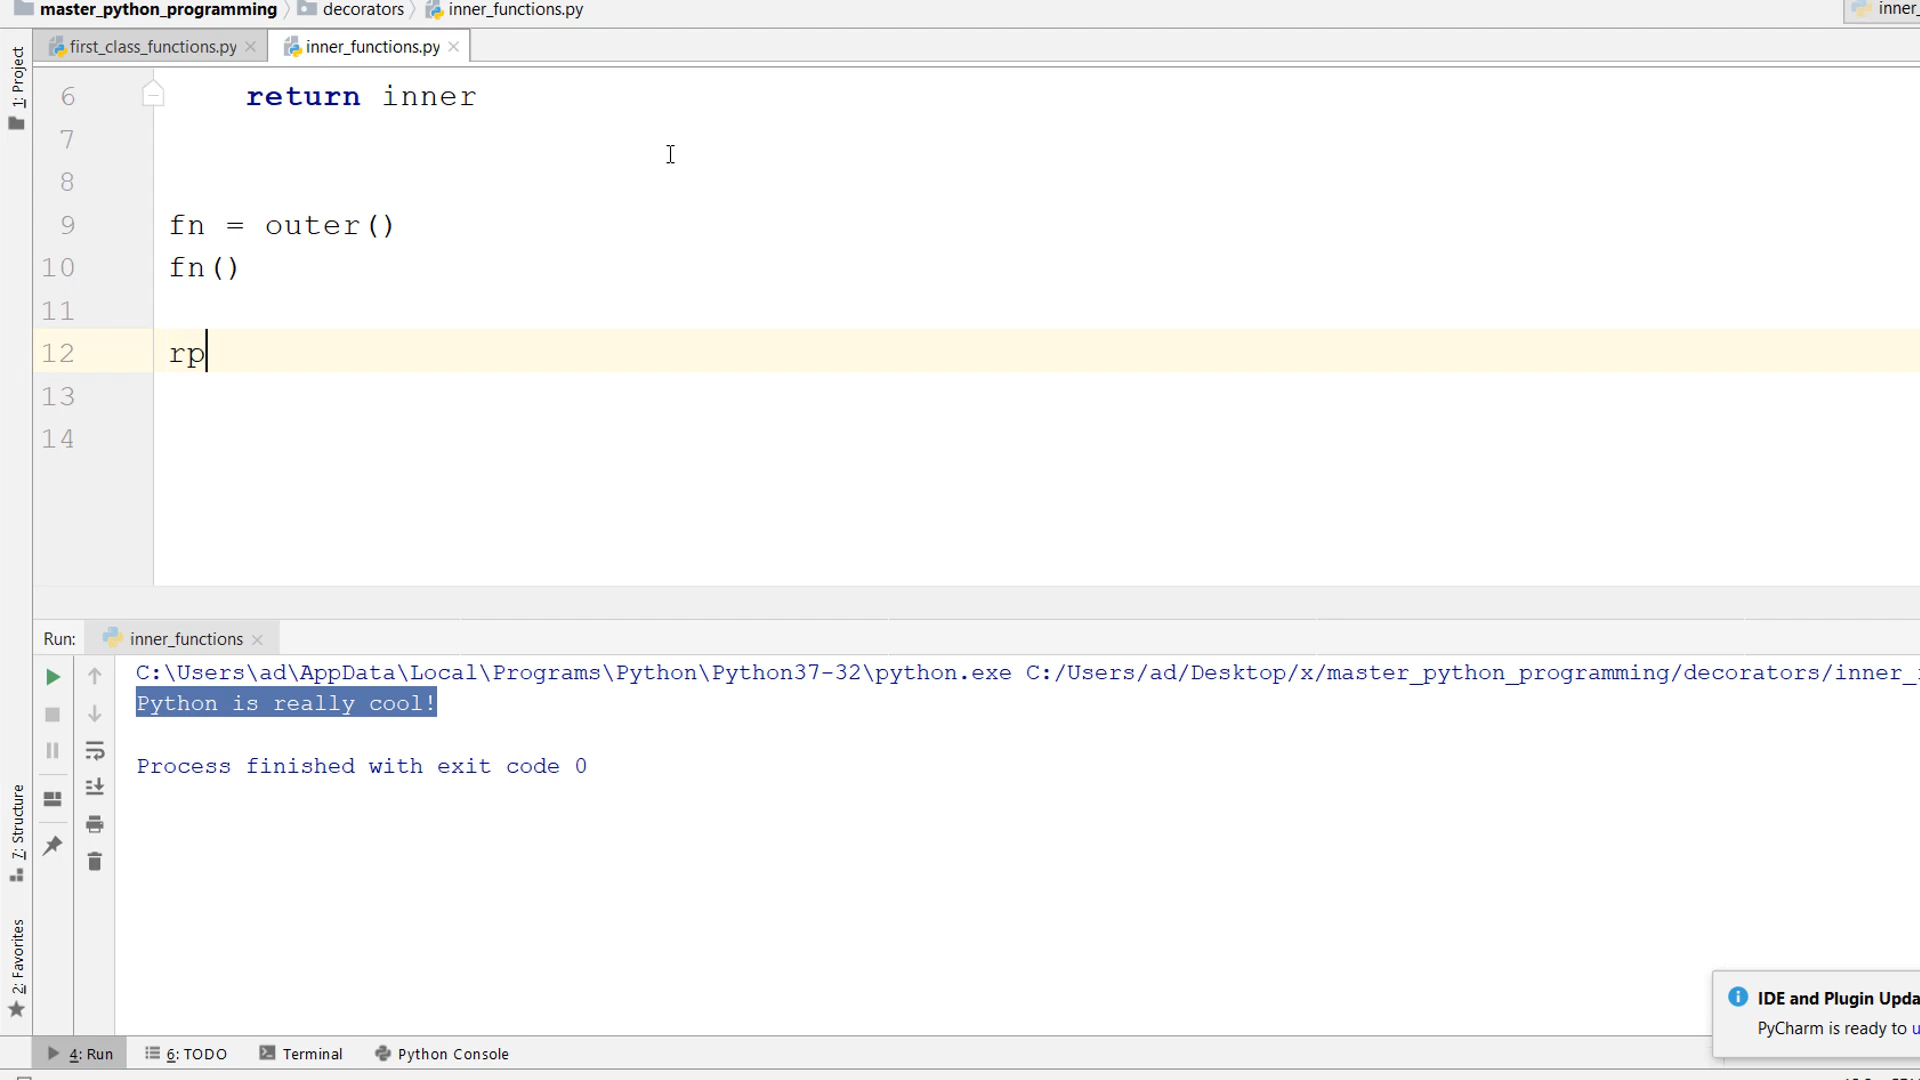 master_python_programming decorators inner_functions.py
inner_
first_class_functions.py inner_functions.py
1: Project
6 return inner
7
8
9 fn = outer()
10 fn()
11
12 rp
13
14
Run: inner_functions
C:\Users\ad\AppData\Local\Programs\Python\Python37-32\python.exe C:/Users/ad/Desktop/x/master_python_programming/decorators/inner_
Python is really cool!
Process finished with exit code 0
7: Structure
2: Favorites
IDE and Plugin Upda
PyCharm is ready to u
4: Run 6: TODO Terminal Python Console